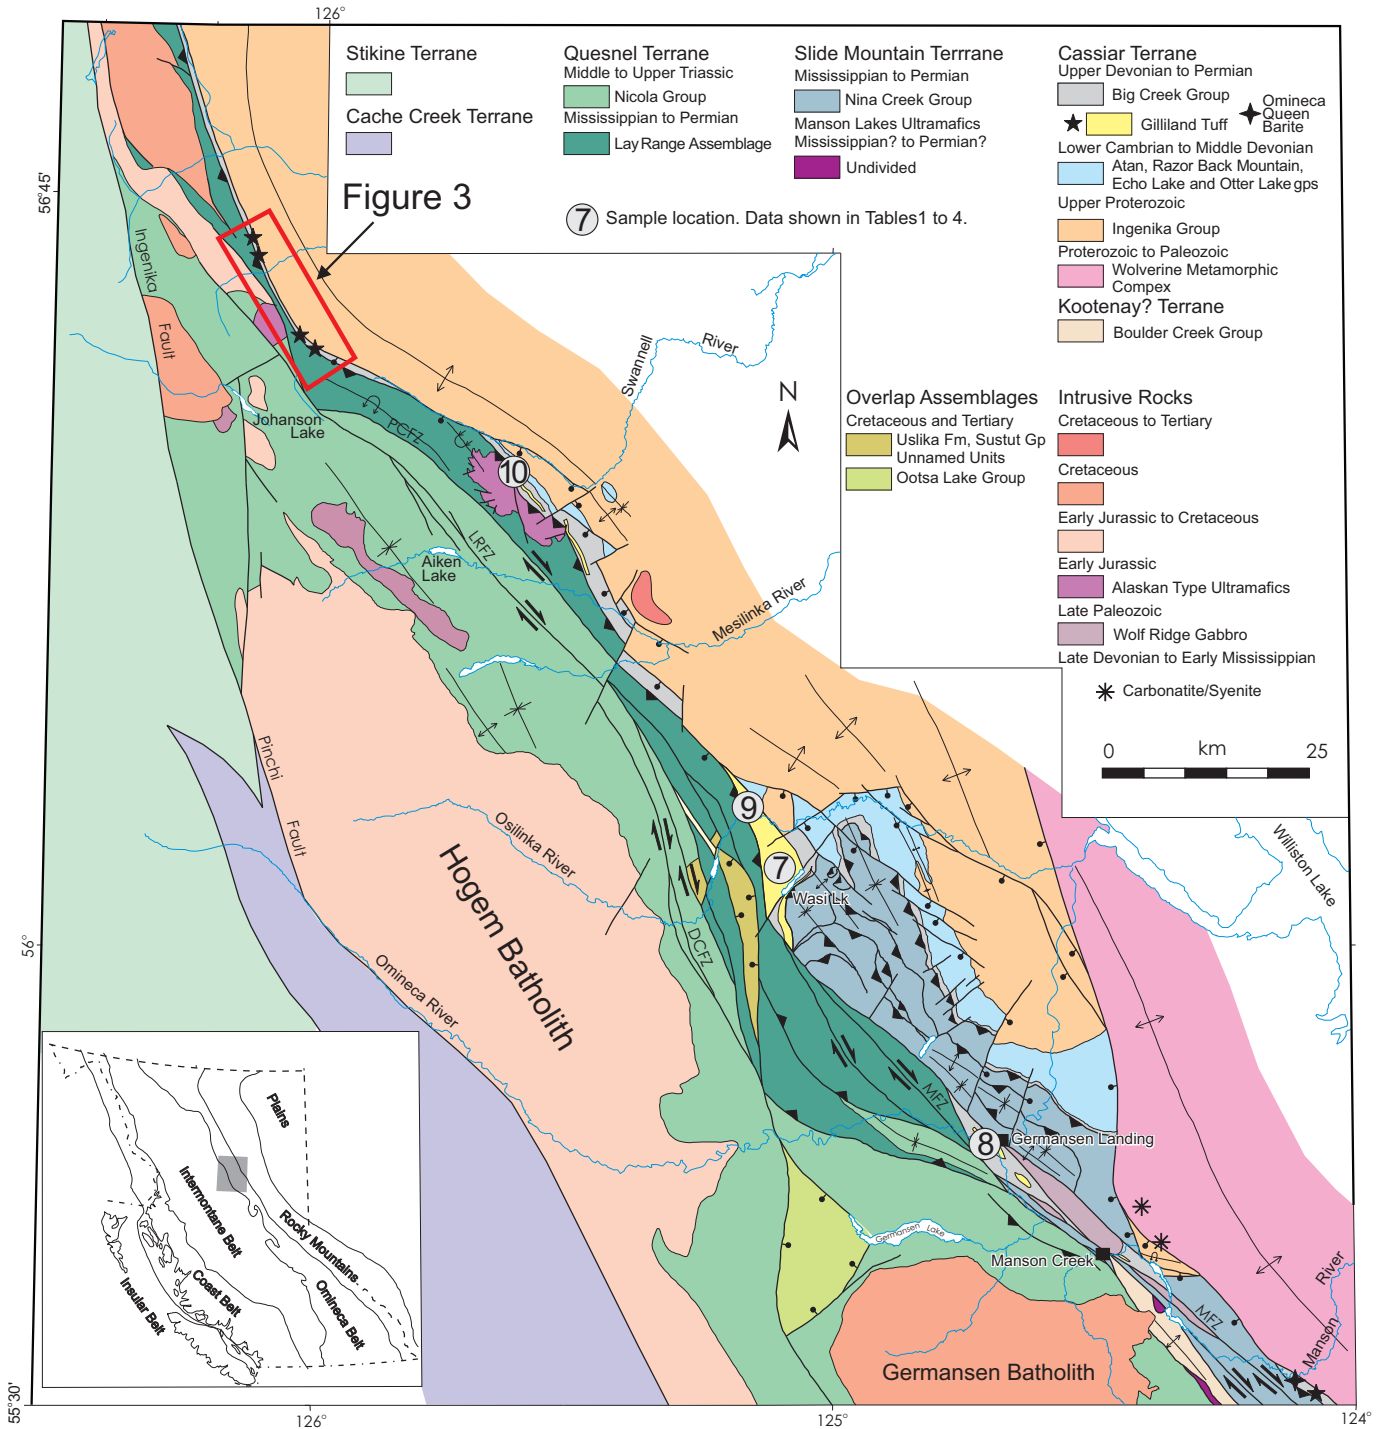 126°
Stikine Terrane
Cache Creek Terrane
Quesnel Terrane
Middle to Upper Triassic
Nicola Group
Mississippian to Permian
Lay Range Assemblage
Slide Mountain Terrrane
Mississippian to Permian
Nina Creek Group
Manson Lakes Ultramafics
Mississippian? to Permian?
Undivided
Cassiar Terrane
Upper Devonian to Permian
Big Creek Group
Gilliland Tuff
Omineca
Queen
Barite
Lower Cambrian to Middle Devonian
Atan, Razor Back Mountain,
Echo Lake and Otter Lake gps
Upper Proterozoic
Ingenika Group
Proterozoic to Paleozoic
Wolverine Metamorphic
Compex
Kootenay? Terrane
Boulder Creek Group
Figure 3
7 Sample location. Data shown in Tables1 to 4.
56°45'
Overlap Assemblages
Cretaceous and Tertiary
Uslika Fm, Sustut Gp
Unnamed Units
Ootsa Lake Group
Intrusive Rocks
Cretaceous to Tertiary
Cretaceous
Early Jurassic to Cretaceous
Early Jurassic
Alaskan Type Ultramafics
Late Paleozoic
Wolf Ridge Gabbro
Late Devonian to Early Mississippian
Carbonatite/Syenite
0 km 25
N
Ingenika
Fault
Johanson
Lake
PCFZ
Swannell
River
10
LRFZ
Aiken
Lake
Mesilinka River
Pinchi
Fault
Osilinka River
Hogem Batholith
Omineca River
9
7
Wasi Lk
DCFZ
Williston Lake
56°
MFZ
8
Germansen Landing
Germansen Lake
Manson Creek
Germansen Batholith
MFZ
Manson
River
Plains
Rocky Mountains
Intermontane Belt
Omineca Belt
Coast Belt
Insular Belt
55°30'
126°
125°
124°